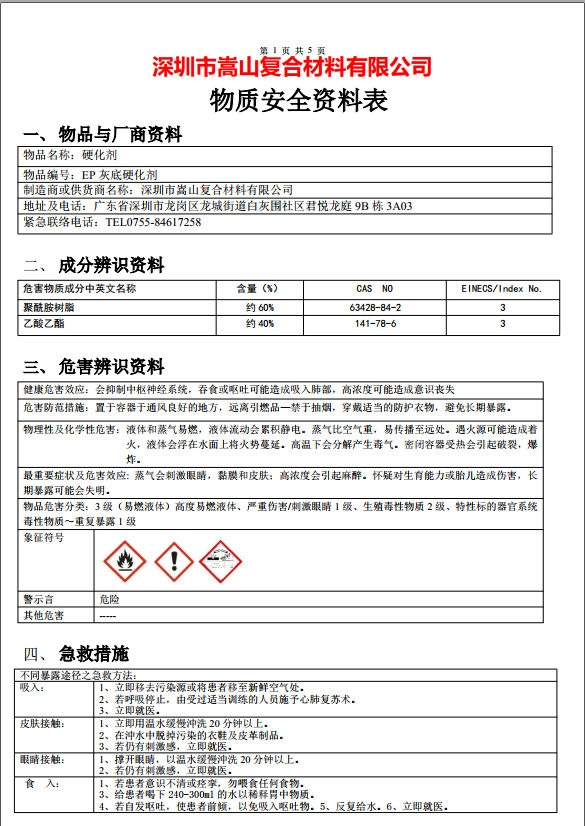 第 1 页 共 5 页
深圳市嵩山复合材料有限公司
物质安全资料表
一、 物品与厂商资料
物品名称：硬化剂
物品编号：EP 灰底硬化剂
制造商或供货商名称：深圳市嵩山复合材料有限公司
地址及电话：广东省深圳市龙岗区龙城街道白灰围社区君悦龙庭 9B 栋 3A03
紧急联络电话：TEL0755-84617258
二、 成分辨识资料
危害物质成分中英文名称 含量（%） CAS NO EINECS/Index No.
聚酰胺树脂 约 60% 63428-84-2 3
乙酸乙酯 约 40% 141-78-6 3
三、 危害辨识资料
健康危害效应：会抑制中枢神经系统，吞食或呕吐可能造成吸入肺部，高浓度可能造成意识丧失
危害防范措施：置于容器于通风良好的地方，远离引燃品—禁于抽烟，穿戴适当的防护衣物，避免长期暴露。
物理性及化学性危害：液体和蒸气易燃，液体流动会累积静电。蒸气比空气重，易传播至远处。遇火源可能造成着
火，液体会浮在水面上将火势蔓延。高温下会分解产生毒气。密闭容器受热会引起破裂，爆
炸。
最重要症状及危害效应: 蒸气会刺激眼睛，黏膜和皮肤；高浓度会引起麻醉。怀疑对生育能力或胎儿造成伤害，长
期暴露可能会失明。
物品危害分类：3 级（易燃液体）高度易燃液体、严重伤害/刺激眼睛 1 级、生殖毒性物质 2 级、特性标的器官系统
毒性物质～重复暴露 1 级
象征符号
警示言 危险
其他危害 -----
四、 急救措施
不同暴露途径之急救方法：
吸入： 1、立即移去污染源或将患者移至新鲜空气处。
2、若呼吸停止，由受过适当训练的人员施予心肺复苏术。
3、立即就医。
皮肤接触： 1、立即用温水缓慢冲洗 20 分钟以上。
2、在冲水中脱掉污染的衣鞋及皮革制品。
3、若仍有刺激感，立即就医。
眼睛接触： 1、撑开眼睛，以温水缓慢冲洗 20 分钟以上。
2、若仍有刺激感，立即就医。
食 入： 1、若患者意识不清或痉挛，勿喂食任何食物。
3、给患者喝下 240-300ml 的水以稀释胃中物质。
4、若自发呕吐，使患者前倾，以免吸入呕吐物。5、反复给水。6、立即就医。